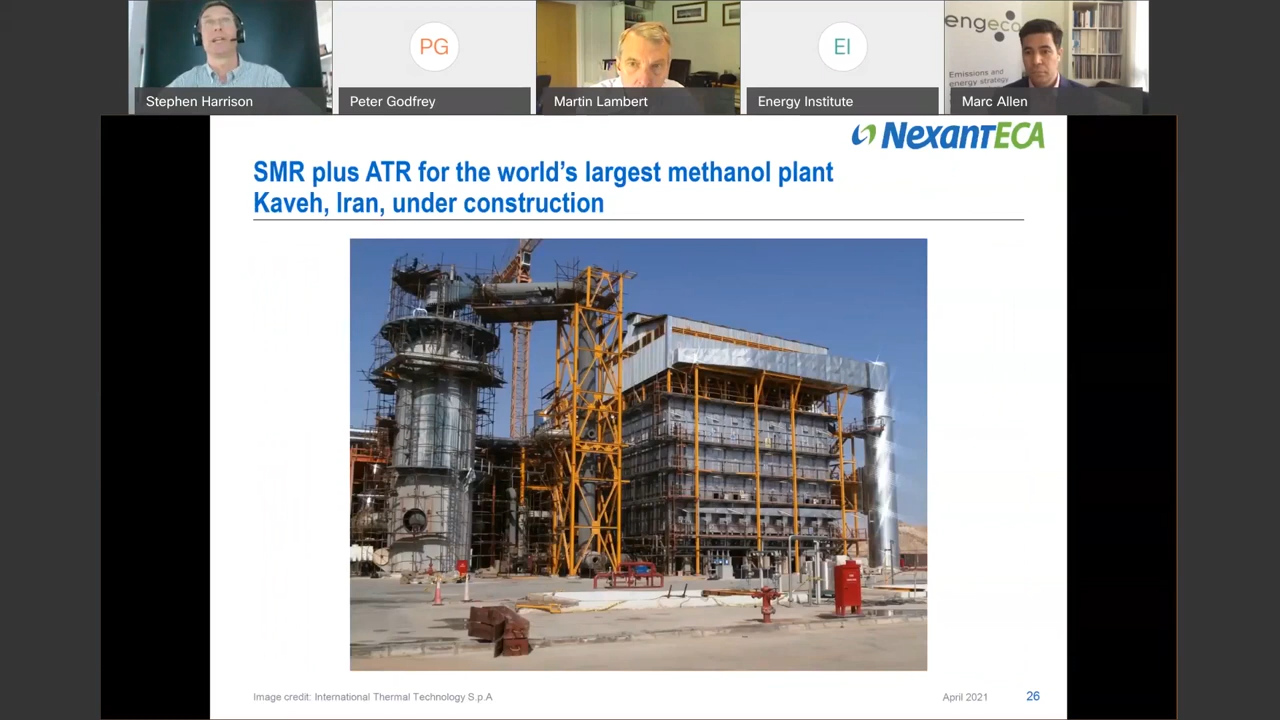 PG
EI
engeco
Emissions and
energy strategy
Stephen Harrison
Peter Godfrey
Martin Lambert
Energy Institute
Marc Allen
NEXANTECA
SMR plus ATR for the world's largest methanol plant
Kaveh, Iran, under construction
Image credit: International Thermal Technology S.p.A
April 2021
26